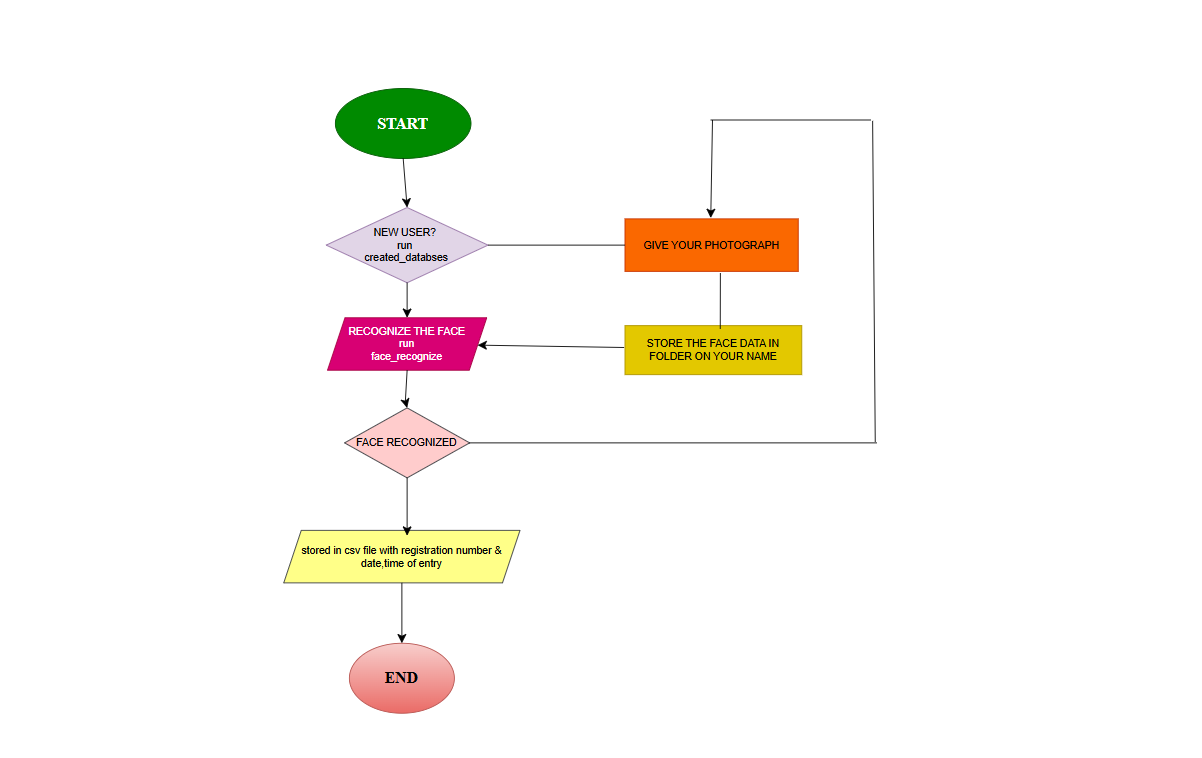 START
NEW USER?
run
created_databses
GIVE YOUR PHOTOGRAPH
RECOGNIZE THE FACE
run
face_recognize
STORE THE FACE DATA IN
FOLDER ON YOUR NAME
FACE RECOGNIZED
stored in csv file with registration number &
date,time of entry
END